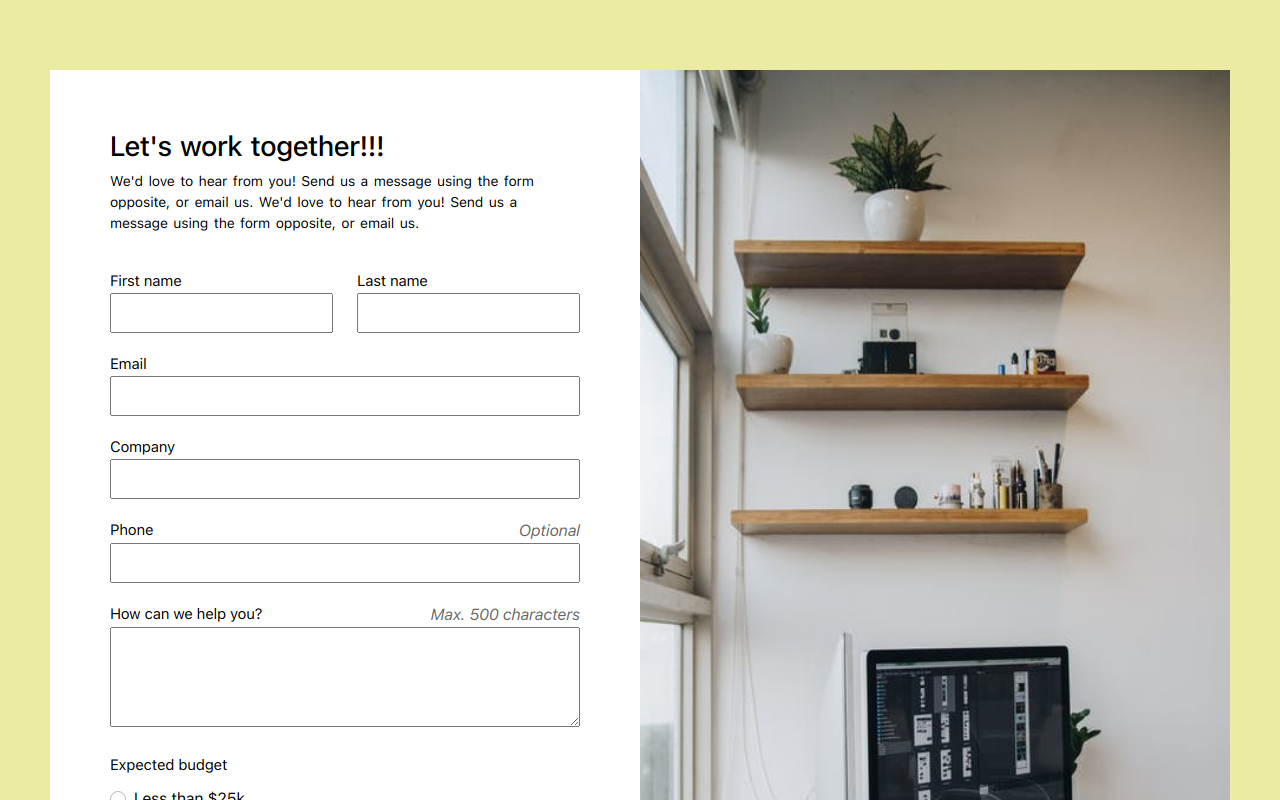 Let's work together!!!
We'd love to hear from you! Send us a message using the form
opposite, or email us. We'd love to hear from you! Send us a
message using the form opposite, or email us.
First name Last name
Email
Company
Phone Optional
How can we help you? Max. 500 characters
Expected budget
Less than $25k